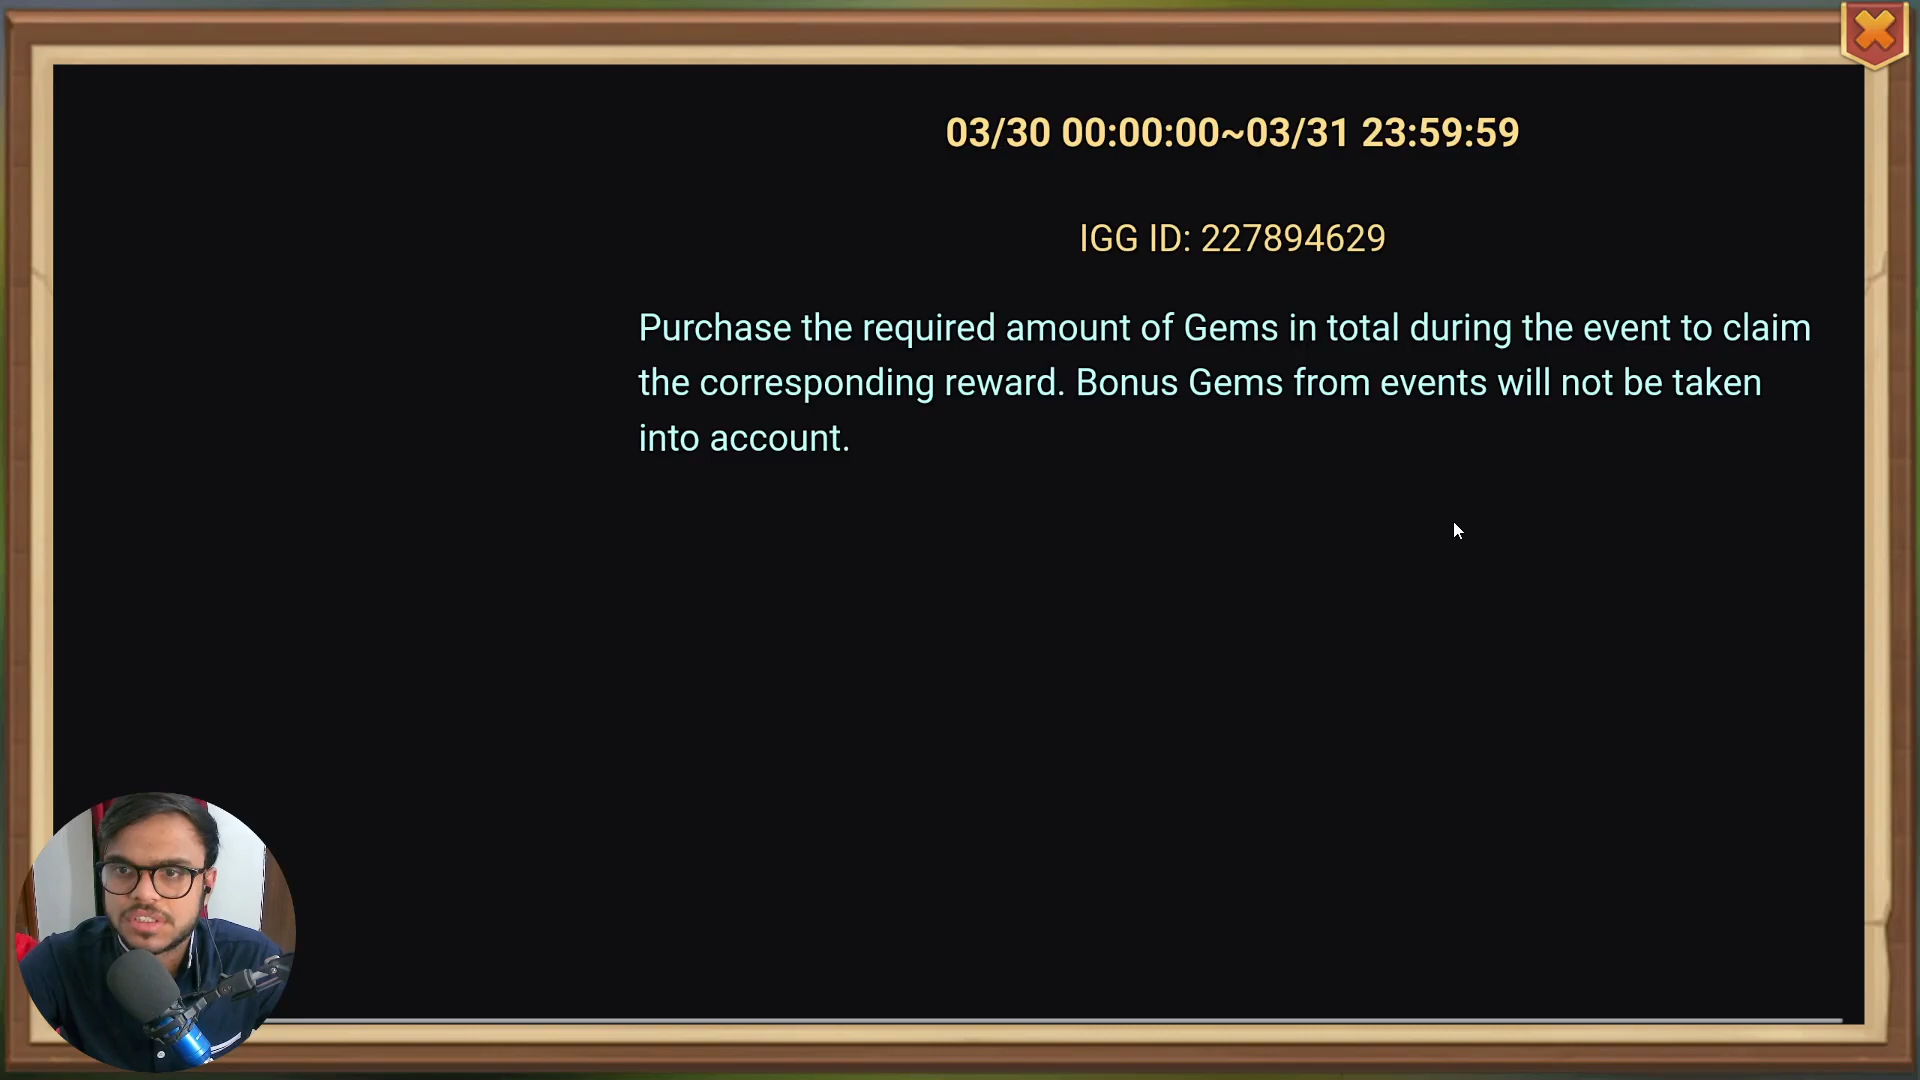 03/30 00:00:00~03/31 23:59:59
IGG ID: 227894629
Purchase the required amount of Gems in total during the event to claim
the corresponding reward. Bonus Gems from events will not be taken
into account.